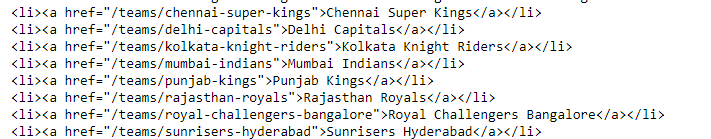 <li><a href="/teams/chennai-super-kings">Chennai Super Kings</a></li>
<li><a href="/teams/delhi-capitals">Delhi Capitals</a></li>
<li><a href="/teams/kolkata-knight-riders">Kolkata Knight Riders</a></li>
<li><a href="/teams/mumbai-indians">Mumbai Indians</a></li>
<li><a href="/teams/punjab-kings">Punjab Kings</a></li>
<li><a href="/teams/rajasthan-royals">Rajasthan Royals</a></li>
<li><a href="/teams/royal-challengers-bangalore">Royal Challengers Bangalore</a></li>
<li><a href="/teams/sunrisers-hyderabad">Sunrisers Hyderabad</a></li>